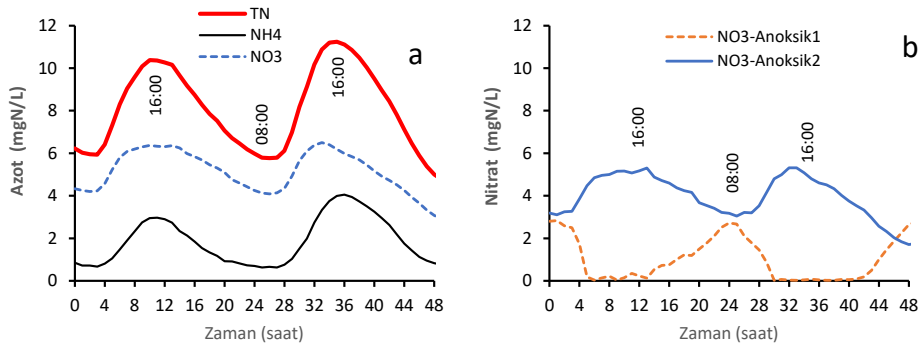 TN
NH4
NO3
a
12
10
8
6
4
2
0
Azot (mgN/L)
16:00
08:00
16:00
0 4 8 12 16 20 24 28 32 36 40 44 48
Zaman (saat)
NO3-Anoksik1
NO3-Anoksik2
b
12
10
8
6
4
2
0
Nitrat (mgN/L)
16:00
08:00
16:00
0 4 8 12 16 20 24 28 32 36 40 44 48
Zaman (saat)